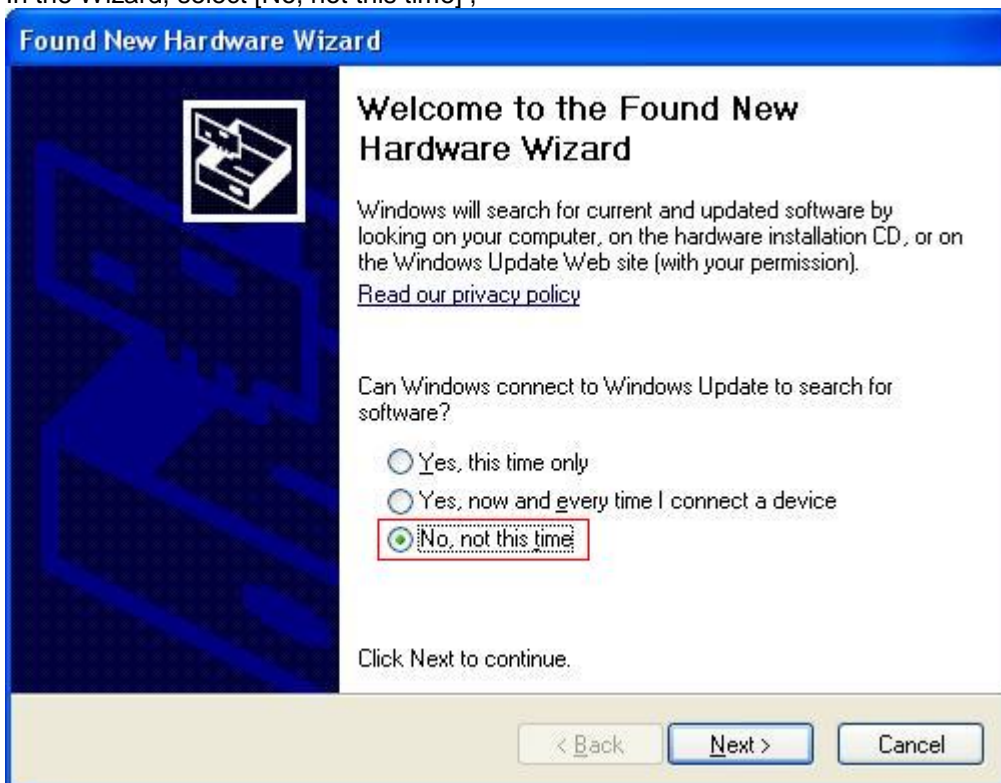 In the Wizard, select [No, not this time] ,
Found New Hardware Wizard
Welcome to the Found New
Hardware Wizard
Windows will search for current and updated software by
looking on your computer, on the hardware installation CD, or on
the Windows Update Web site (with your permission).
Read our privacy policy
Can Windows connect to Windows Update to search for
software?
Yes, this time only
Yes, now and every time I connect a device
No, not this time
Click Next to continue.
< Back Next > Cancel